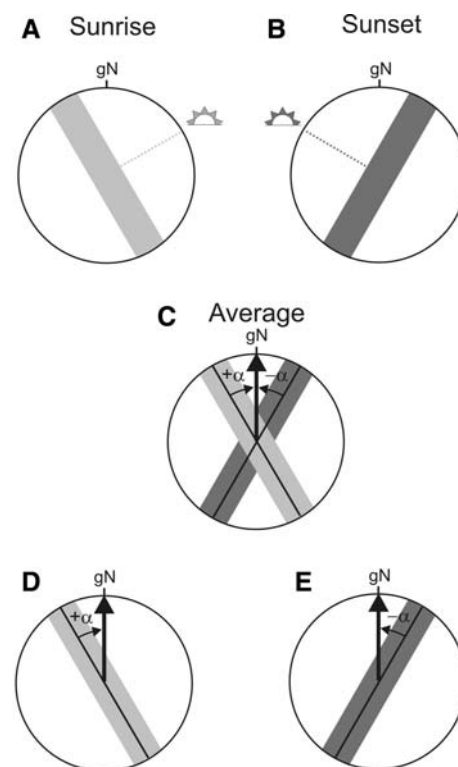 A Sunrise
B Sunset
gN
gN
C Average
gN
+α −α
D
E
gN
gN
+α
−α